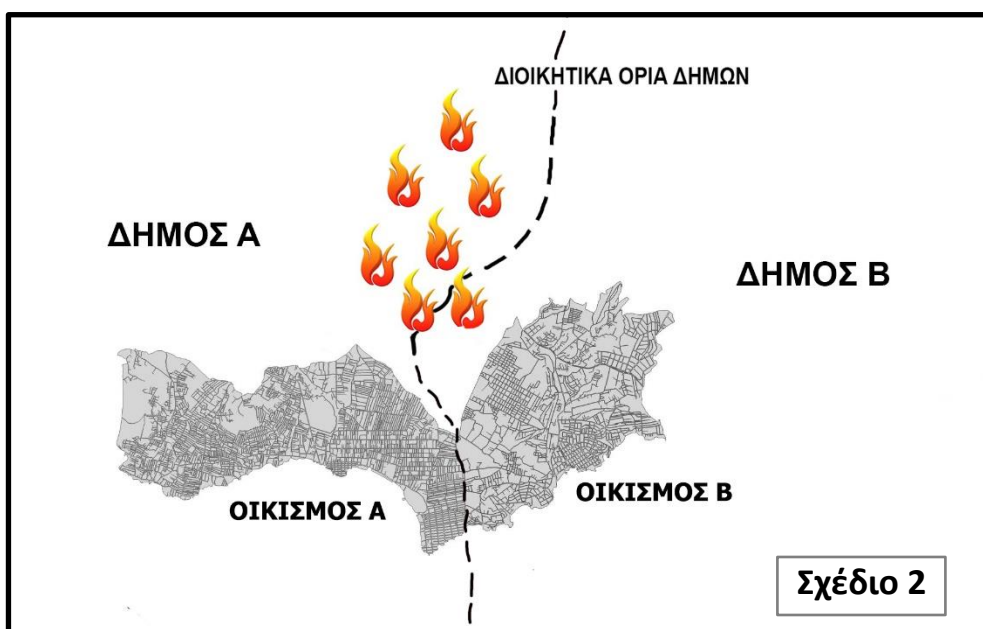 ΔΙΟΙΚΗΤΙΚΑ ΟΡΙΑ ΔΗΜΩΝ
ΔΗΜΟΣ Α
ΔΗΜΟΣ Β
ΟΙΚΙΣΜΟΣ Α
ΟΙΚΙΣΜΟΣ Β
Σχέδιο 2